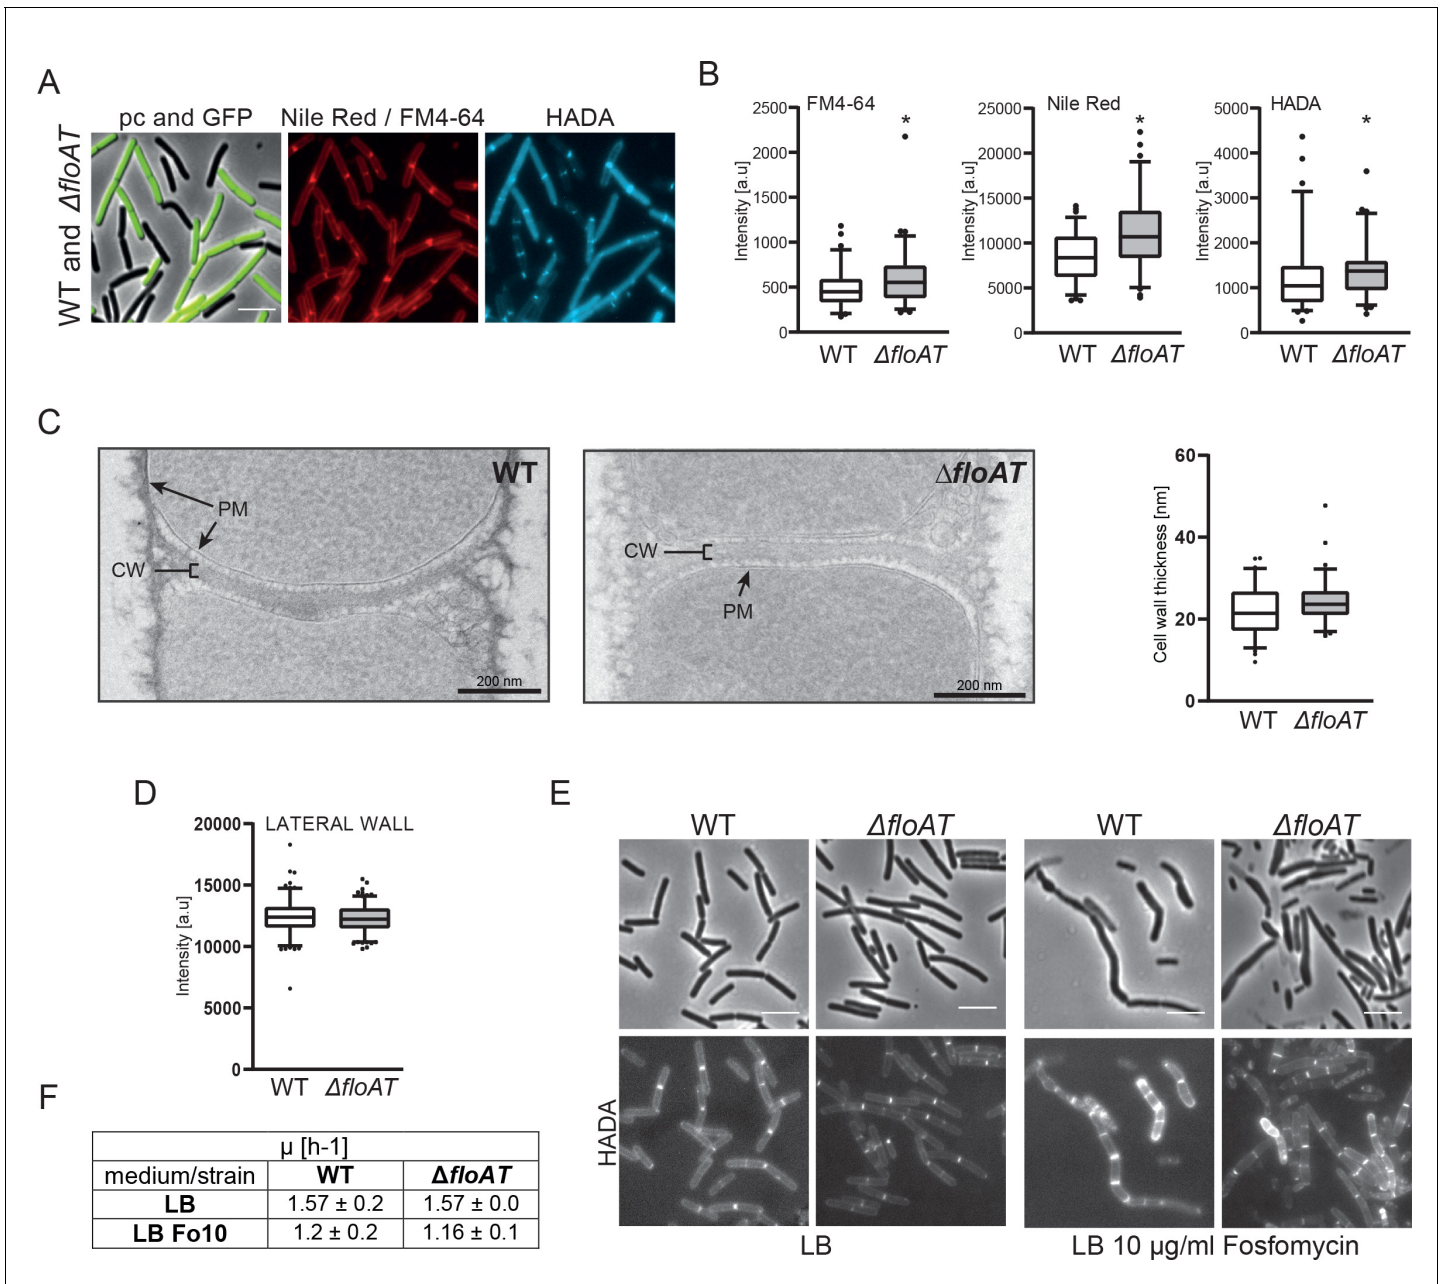 A
pc and GFP
Nile Red / FM4-64
HADA
WT and ΔfloAT
B
FM4-64
*
2500
2000
1500
1000
500
0
Intensity [a.u]
WT
ΔfloAT
Nile Red
*
25000
20000
15000
10000
5000
0
Intensity [a.u]
WT
ΔfloAT
HADA
*
5000
4000
3000
2000
1000
0
Intensity [a.u]
WT
ΔfloAT
C
WT
PM
CW
200 nm
ΔfloAT
CW
PM
200 nm
60
40
20
0
Cell wall thickness [nm]
WT
ΔfloAT
D
LATERAL WALL
20000
15000
10000
5000
0
Intensity [a.u]
WT
ΔfloAT
E
WT
ΔfloAT
WT
ΔfloAT
HADA
LB
LB 10 µg/ml Fosfomycin
F
µ [h-1]
medium/strain WT ΔfloAT
LB 1.57 ± 0.2 1.57 ± 0.0
LB Fo10 1.2 ± 0.2 1.16 ± 0.1